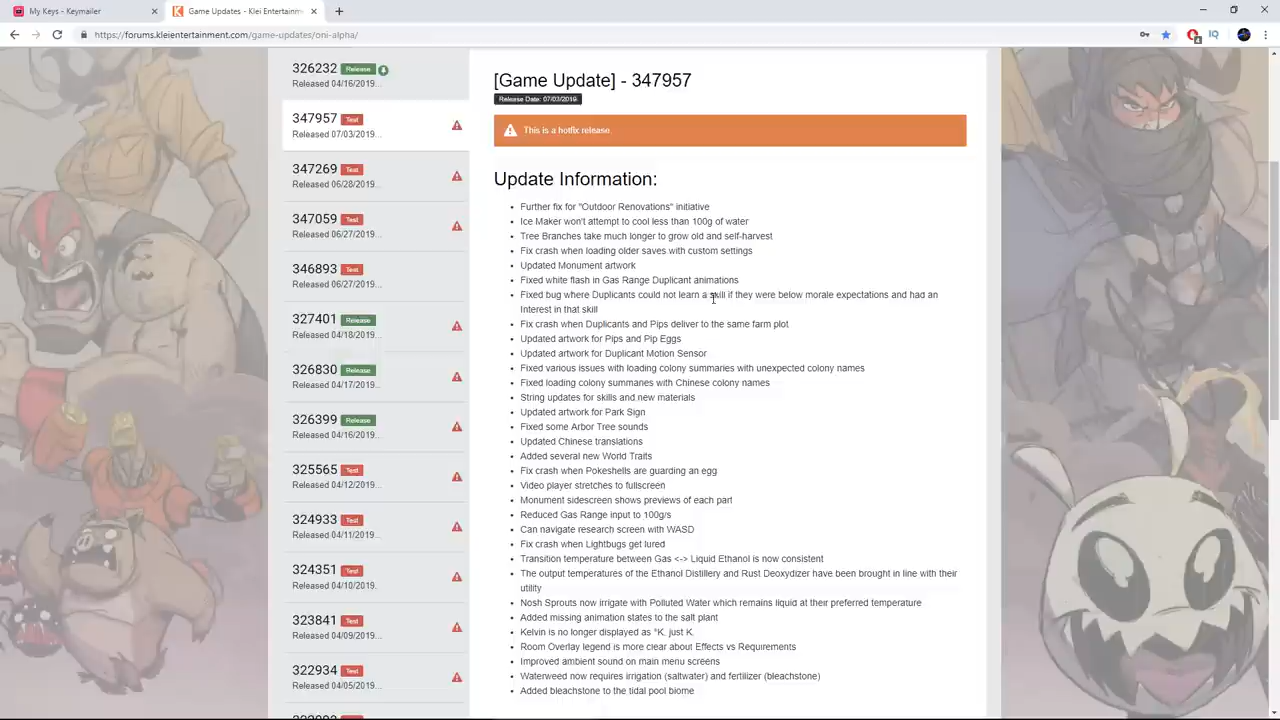 My Keys - Keymailer
Game Updates - Klei Entertainm
https://forums.kleientertainment.com/game-updates/oni-alpha/
326232 Release
Released 04/16/2019...
347957 Test
Released 07/03/2019...
347269 Test
Released 06/28/2019...
347059 Test
Released 06/27/2019...
346893 Test
Released 06/27/2019...
327401 Release
Released 04/18/2019...
326830 Release
Released 04/17/2019...
326399 Release
Released 04/16/2019...
325565 Test
Released 04/12/2019...
324933 Test
Released 04/11/2019...
324351 Test
Released 04/10/2019...
323841 Test
Released 04/09/2019...
322934 Test
Released 04/05/2019...
[Game Update] - 347957
Release Date: 07/03/2019
This is a hotfix release.
Update Information:
Further fix for "Outdoor Renovations" initiative
Ice Maker won't attempt to cool less than 100g of water
Tree Branches take much longer to grow old and self-harvest
Fix crash when loading older saves with custom settings
Updated Monument artwork
Fixed white flash in Gas Range Duplicant animations
Fixed bug where Duplicants could not learn a skill if they were below morale expectations and had an
Interest in that skill
Fix crash when Duplicants and Pips deliver to the same farm plot
Updated artwork for Pips and Pip Eggs
Updated artwork for Duplicant Motion Sensor
Fixed various issues with loading colony summaries with unexpected colony names
Fixed loading colony summaries with Chinese colony names
String updates for skills and new materials
Updated artwork for Park Sign
Fixed some Arbor Tree sounds
Updated Chinese translations
Added several new World Traits
Fix crash when Pokeshells are guarding an egg
Video player stretches to fullscreen
Monument sidescreen shows previews of each part
Reduced Gas Range input to 100g/s
Can navigate research screen with WASD
Fix crash when Lightbugs get lured
Transition temperature between Gas <-> Liquid Ethanol is now consistent
The output temperatures of the Ethanol Distillery and Rust Deoxydizer have been brought in line with their
utility
Nosh Sprouts now irrigate with Polluted Water which remains liquid at their preferred temperature
Added missing animation states to the salt plant
Kelvin is no longer displayed as °K. just K.
Room Overlay legend is more clear about Effects vs Requirements
Improved ambient sound on main menu screens
Waterweed now requires irrigation (saltwater) and fertilizer (bleachstone)
Added bleachstone to the tidal pool biome